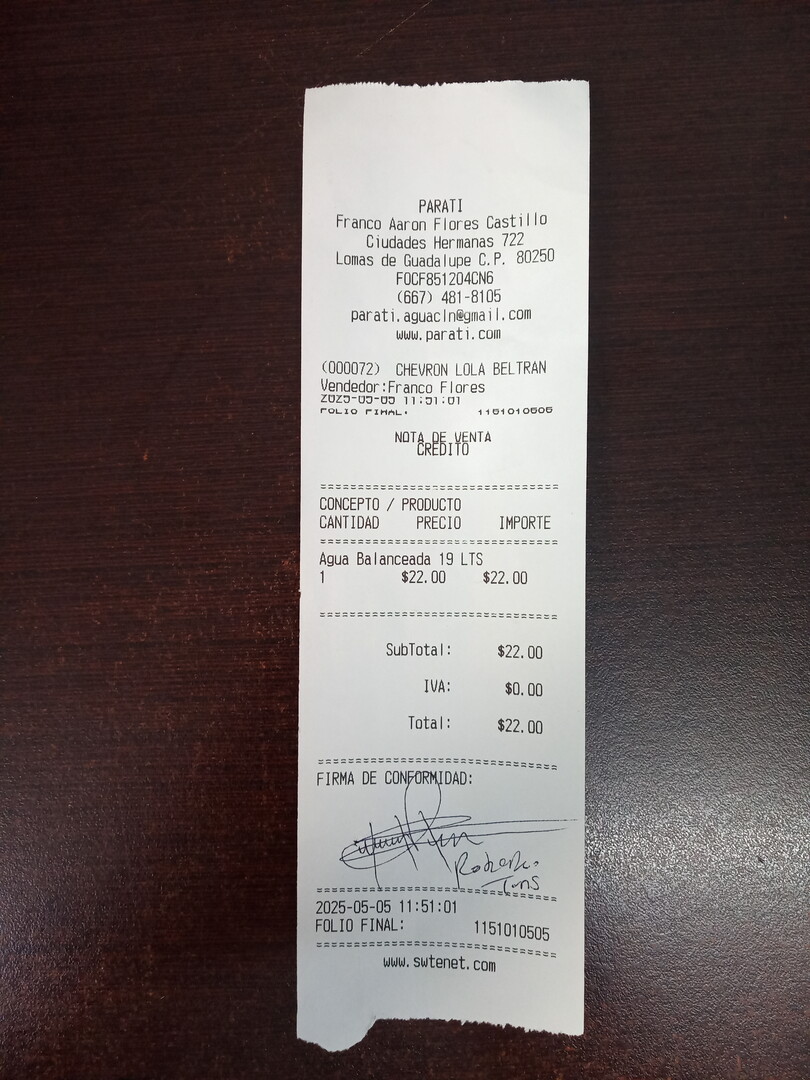 PARATI
Franco Aaron Flores Castillo
Ciudades Hermanas 722
Lomas de Guadalupe C.P. 80250
FOCF851204CN6
(667) 481-8105
parati.aguacln@gmail.com
www.parati.com
(000072) CHEVRON LOLA BELTRAN
Vendedor:Franco Flores
2025-05-05 11:51:01
FOLIO FINAL: 1151010505
NOTA DE VENTA
CREDITO
CONCEPTO / PRODUCTO
CANTIDAD PRECIO IMPORTE
Agua Balanceada 19 LTS
1 $22.00 $22.00
SubTotal: $22.00
IVA: $0.00
Total: $22.00
FIRMA DE CONFORMIDAD:
2025-05-05 11:51:01
FOLIO FINAL: 1151010505
www.swtenet.com